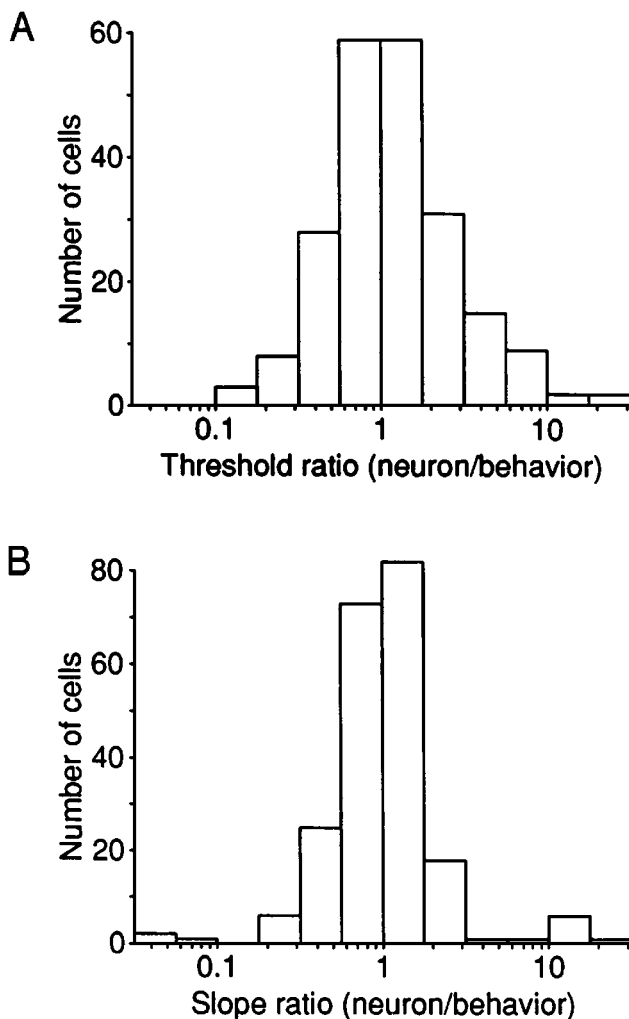 A
60
40
20
0
Number of cells
0.1 1 10
Threshold ratio (neuron/behavior)
B
80
60
40
20
0
Number of cells
0.1 1 10
Slope ratio (neuron/behavior)